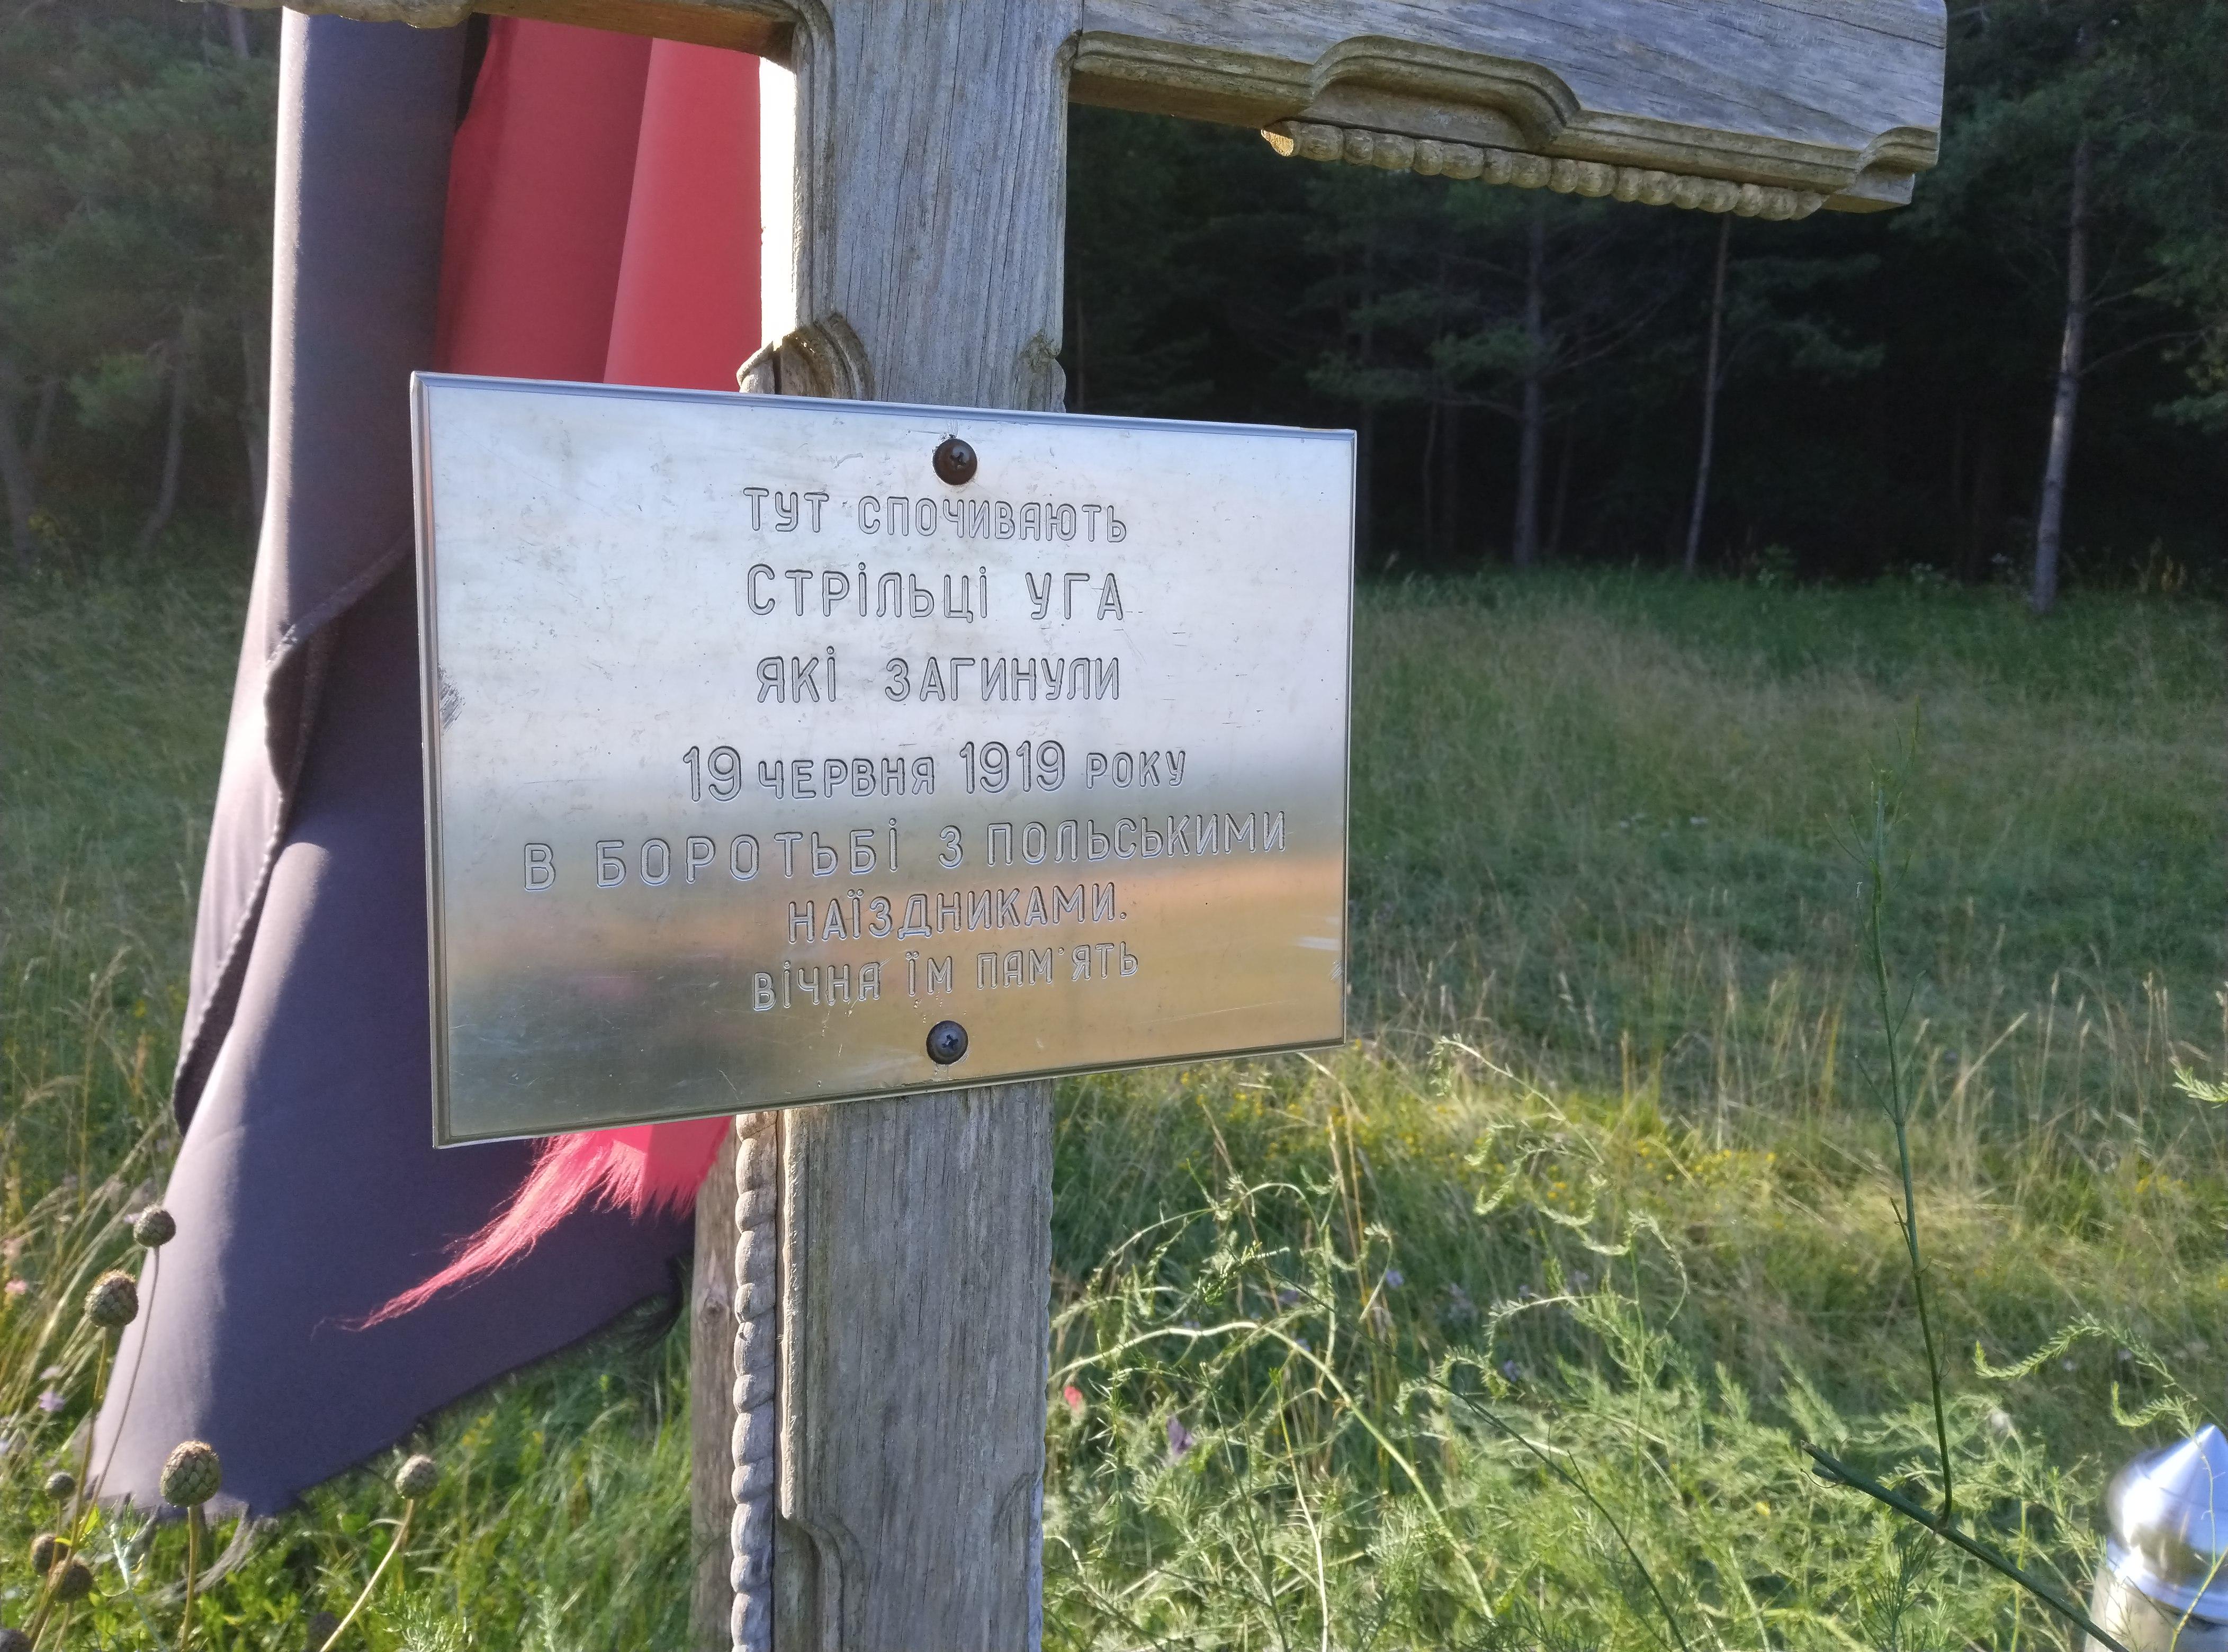 ТУТ СПОЧИВАЮТЬ
СТРІЛЬЦІ УГА
ЯКІ ЗАГИНУЛИ
19 ЧЕРВНЯ 1919 РОКУ
В БОРОТЬБІ З ПОЛЬСЬКИМИ
НАЇЗДНИКАМИ.
ВІЧНА ЇМ ПАМ'ЯТЬ